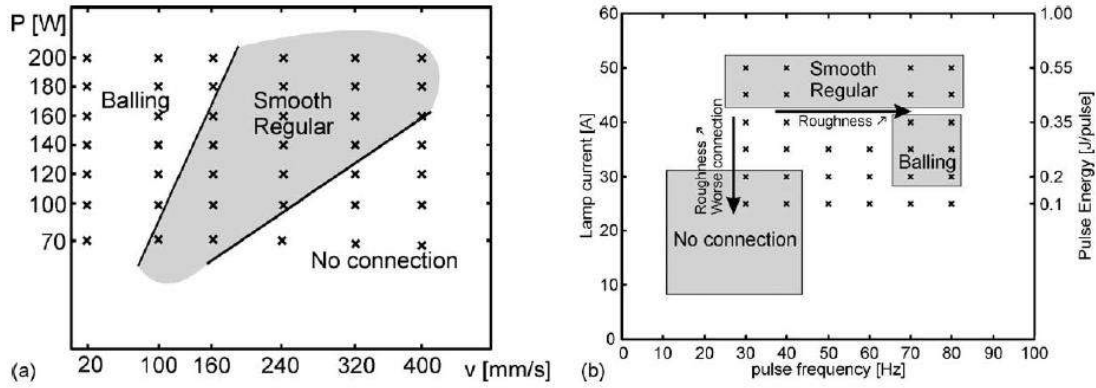 P [W]
200
180
160
140
120
100
70
Balling
Smooth
Regular
No connection
20
100
160
240
320
400
v [mm/s]
(a)
60
50
40
30
20
10
0
Lamp current [A]
Smooth
Regular
Roughness ↗
Roughness ↗
Worse connection
Balling
No connection
1.00
0.55
0.35
0.2
0.1
Pulse Energy [J/pulse]
0
10
20
30
40
50
60
70
80
90
100
pulse frequency [Hz]
(b)